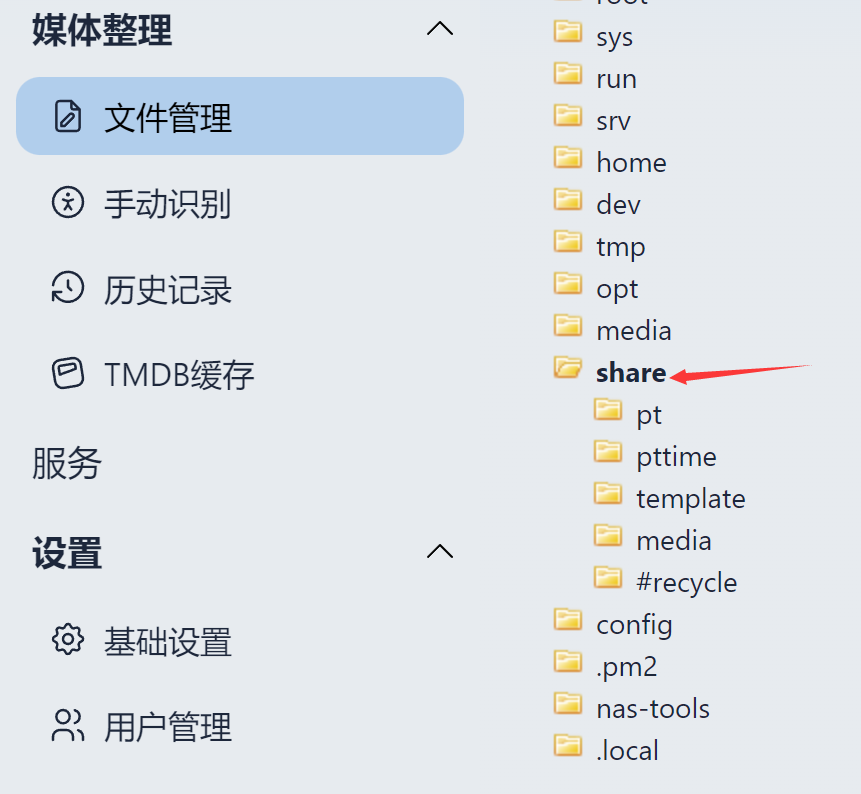 媒体整理
文件管理
手动识别
历史记录
TMDB缓存
服务
设置
基础设置
用户管理
root
sys
run
srv
home
dev
tmp
opt
media
share
pt
pttime
template
media
#recycle
config
.pm2
nas-tools
.local